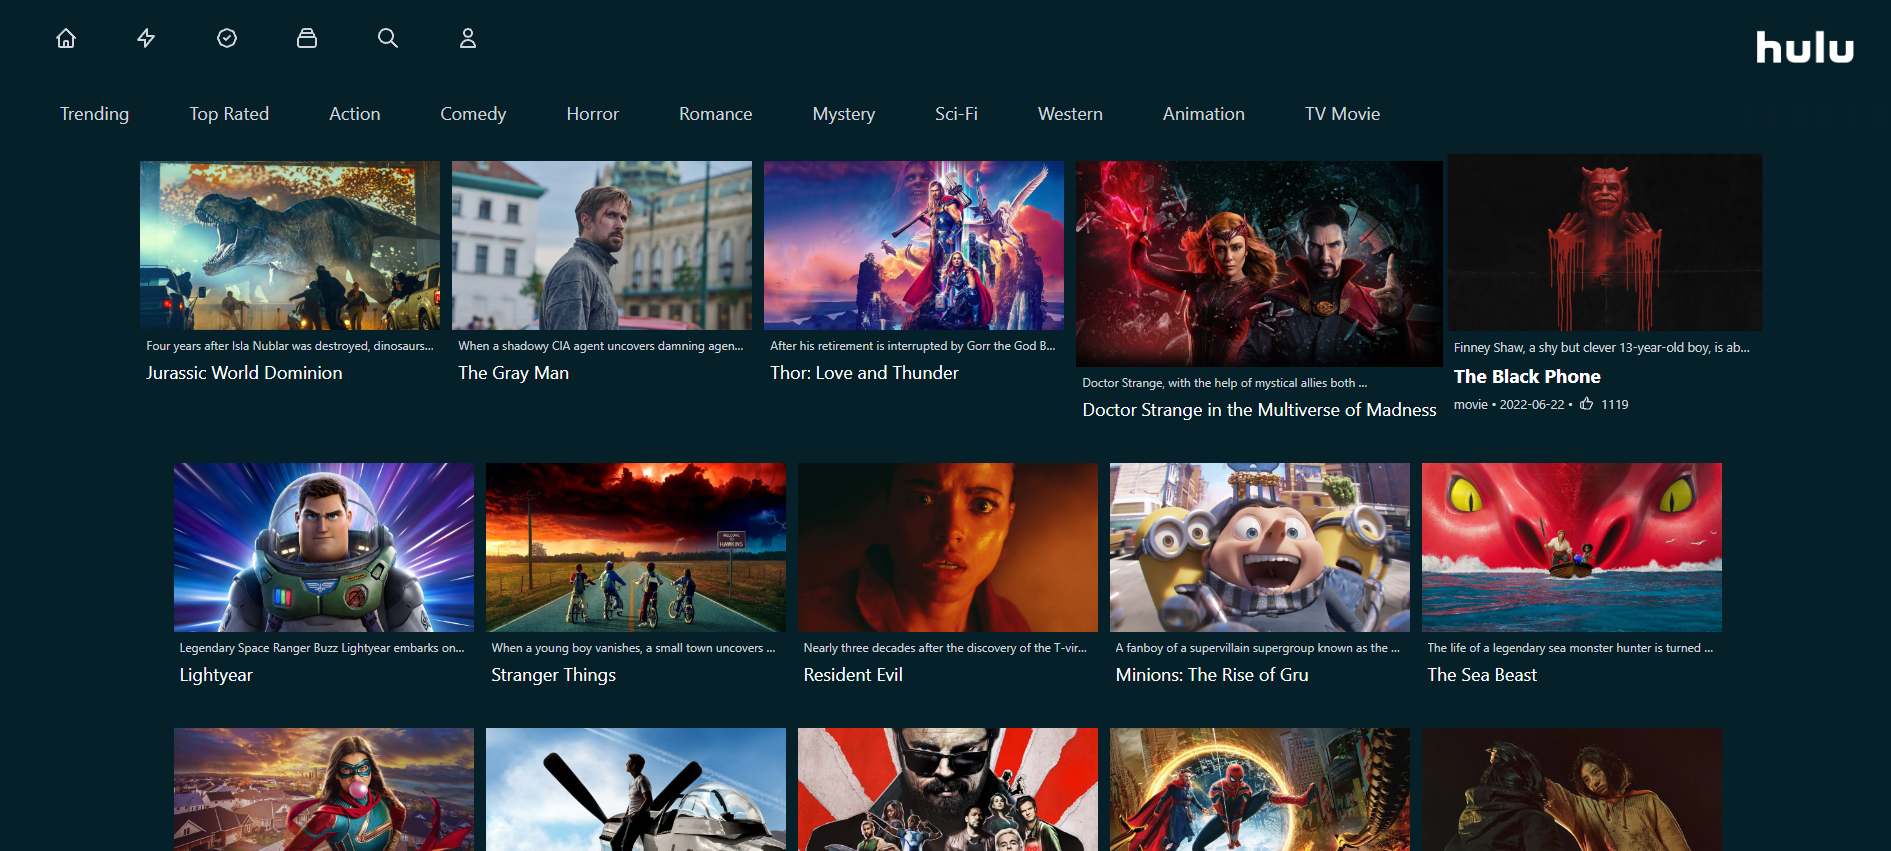 hulu
Trending Top Rated Action Comedy Horror Romance Mystery Sci-Fi Western Animation TV Movie
Four years after Isla Nublar was destroyed, dinosaurs...
Jurassic World Dominion
When a shadowy CIA agent uncovers damning agen...
The Gray Man
After his retirement is interrupted by Gorr the God B...
Thor: Love and Thunder
Doctor Strange, with the help of mystical allies both ...
Doctor Strange in the Multiverse of Madness
Finney Shaw, a shy but clever 13-year-old boy, is ab...
The Black Phone
movie • 2022-06-22 • 1119
WELCOME TO HAWKINS
Legendary Space Ranger Buzz Lightyear embarks on...
Lightyear
When a young boy vanishes, a small town uncovers ...
Stranger Things
Nearly three decades after the discovery of the T-vir...
Resident Evil
A fanboy of a supervillain supergroup known as the ...
Minions: The Rise of Gru
The life of a legendary sea monster hunter is turned ...
The Sea Beast